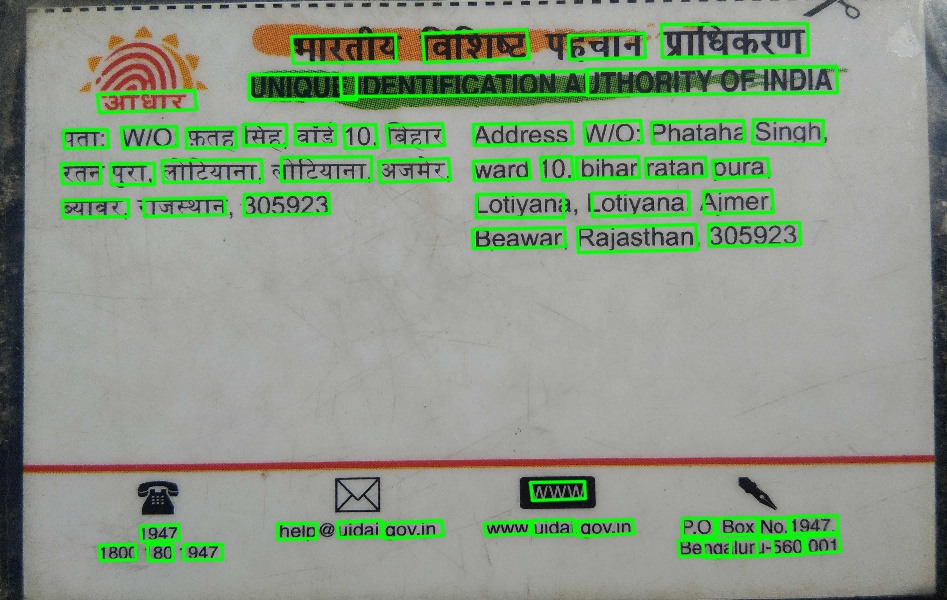 भारतीय विशिष्ट पहचान प्राधिकरण
UNIQUE IDENTIFICATION AUTHORITY OF INDIA
आधार
पता: W/O फ़तह सिंह, वार्ड 10, बिहार
रतन पुरा, लोटियाना, लोटियाना, अजमेर,
ब्यावर, राजस्थान, 305923
Address W/O: Phataha Singh,
ward 10, bihar ratan pura,
Lotiyana, Lotiyana, Ajmer,
Beawar, Rajasthan, 305923
WWW
1947
1800 180 1947
help@uidai.gov.in
www.uidai.gov.in
P.O. Box No.1947,
Bengaluru-560 001